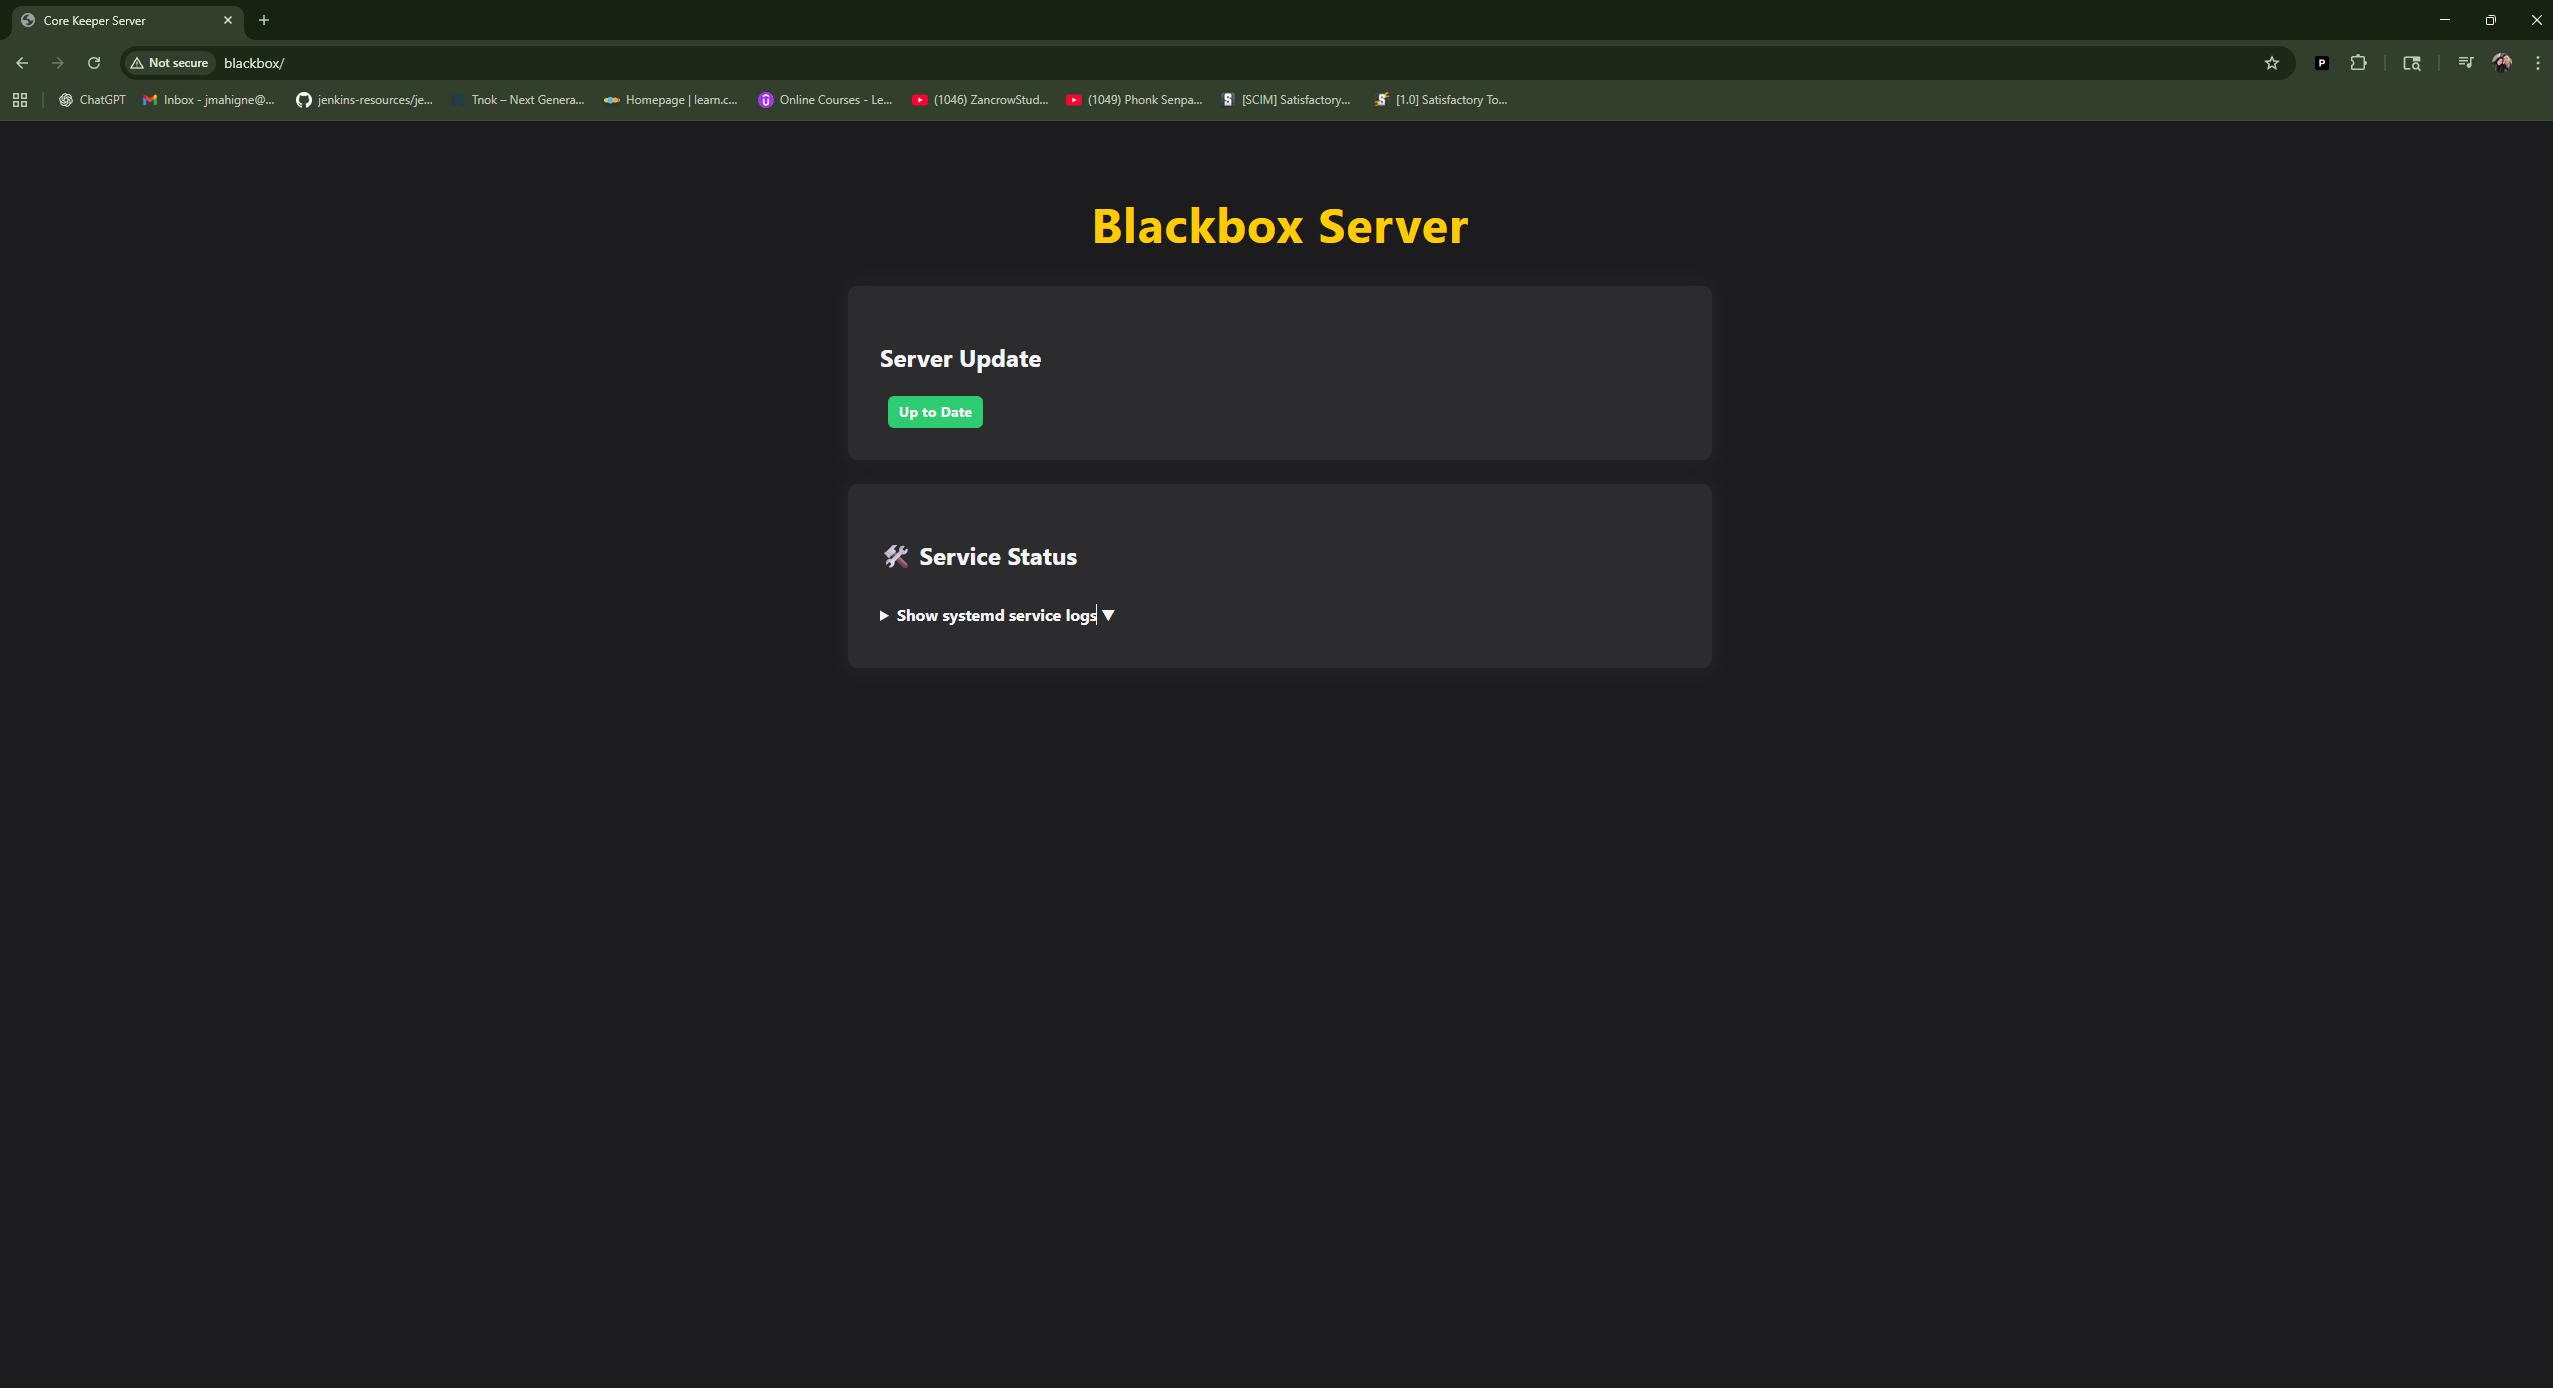 Core Keeper Server
Not secure
blackbox/
P
ChatGPT
Inbox - jmahigne@...
jenkins-resources/je...
Tnok – Next Genera...
Homepage | learn.c...
Online Courses - Le...
(1046) ZancrowStud...
(1049) Phonk Senpa...
[SCIM] Satisfactory...
[1.0] Satisfactory To...
Blackbox Server
Server Update
Up to Date
🛠 Service Status
▶ Show systemd service logs ▼